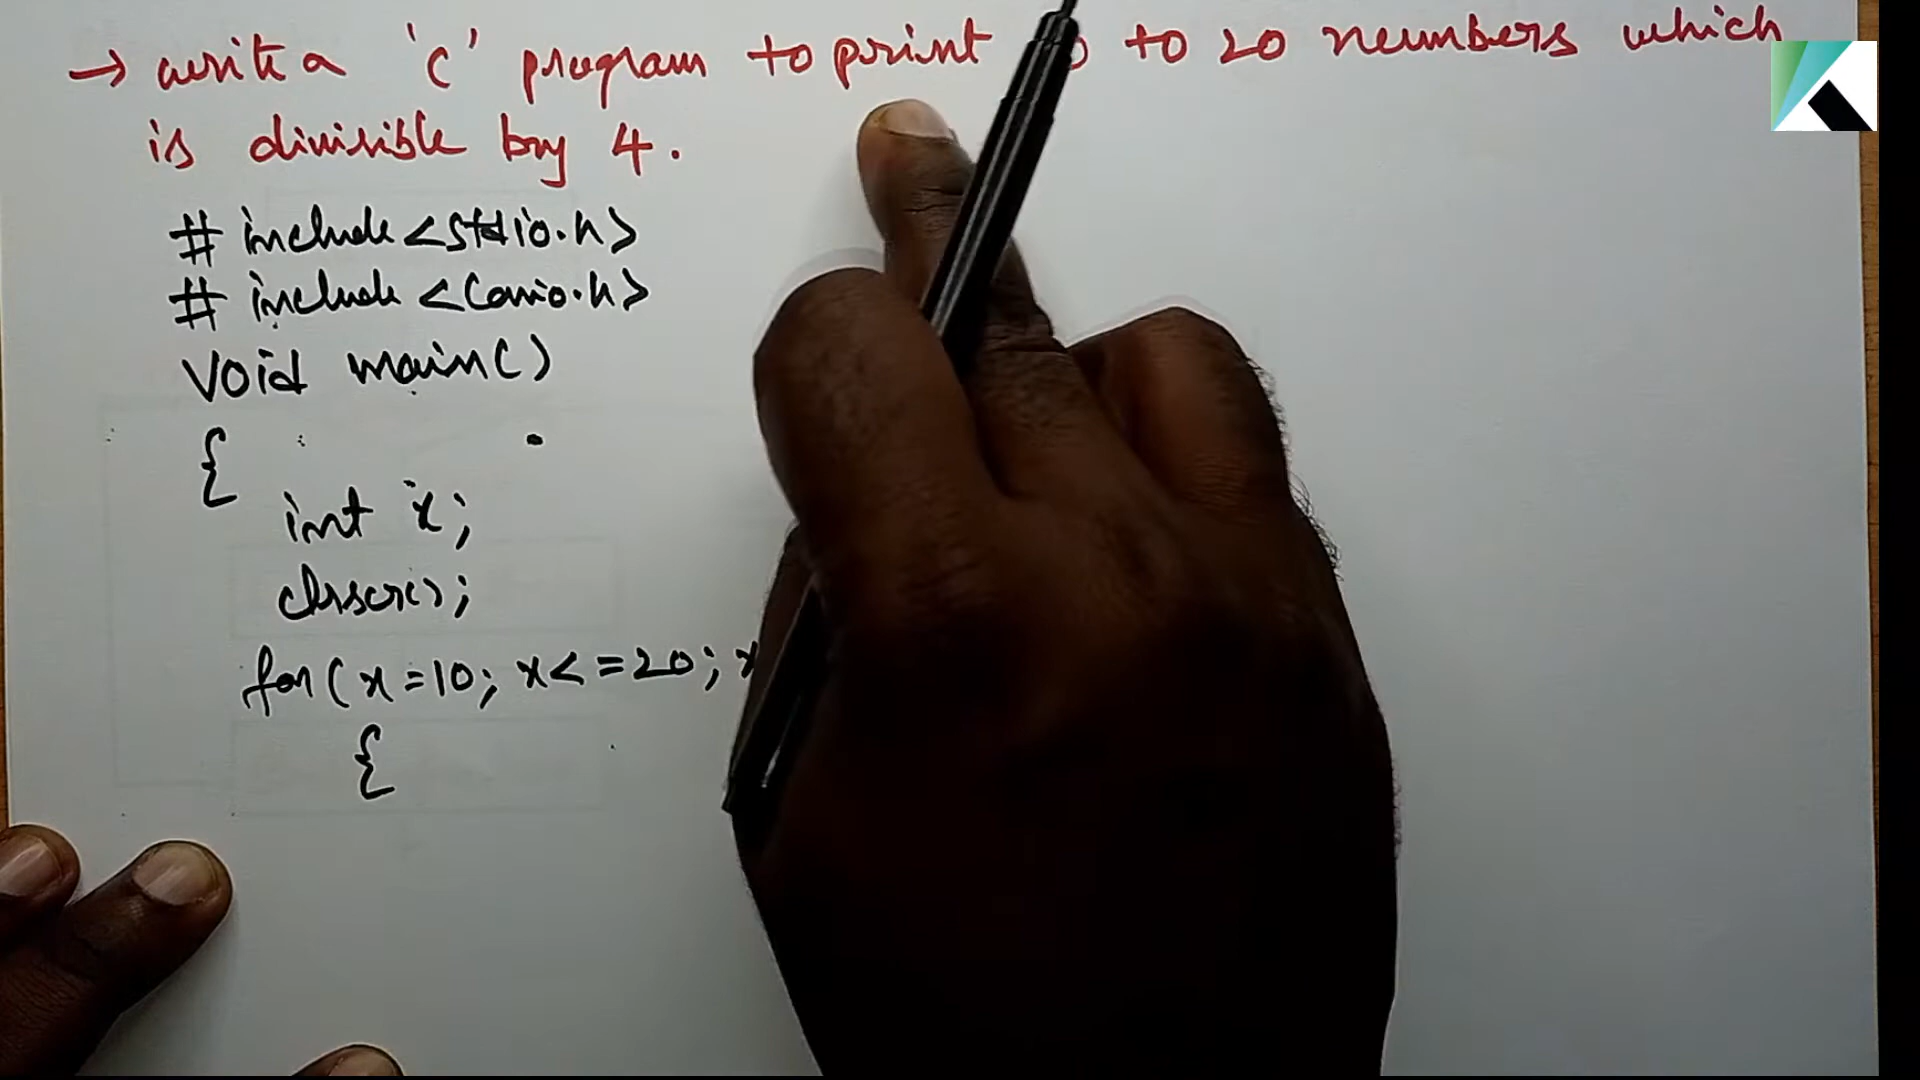 → write a 'c' program to print 0 to 20 numbers which
is divisible by 4.
# include <stdio.h>
# include <conio.h>
void main()
{
int x;
clrscr();
for(x=10; x<=20; x
{